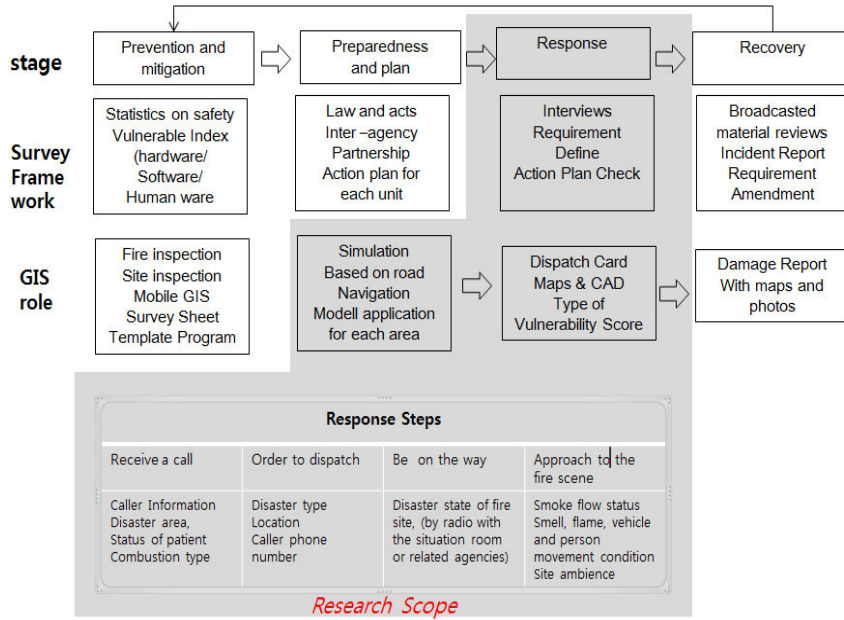 stage
Prevention and
mitigation
Preparedness
and plan
Response
Recovery
Survey
Frame
work
Statistics on safety
Vulnerable Index
(hardware/
Software/
Human ware
Law and acts
Inter –agency
Partnership
Action plan for
each unit
Interviews
Requirement
Define
Action Plan Check
Broadcasted
material reviews
Incident Report
Requirement
Amendment
GIS
role
Fire inspection
Site inspection
Mobile GIS
Survey Sheet
Template Program
Simulation
Based on road
Navigation
Modell application
for each area
Dispatch Card
Maps & CAD
Type of
Vulnerability Score
Damage Report
With maps and
photos
Response Steps
Receive a call
Order to dispatch
Be on the way
Approach to the
fire scene
Caller Information
Disaster area,
Status of patient
Combustion type
Disaster type
Location
Caller phone
number
Disaster state of fire
site, (by radio with
the situation room
or related agencies)
Smoke flow status
Smell, flame, vehicle
and person
movement condition
Site ambience
Research Scope